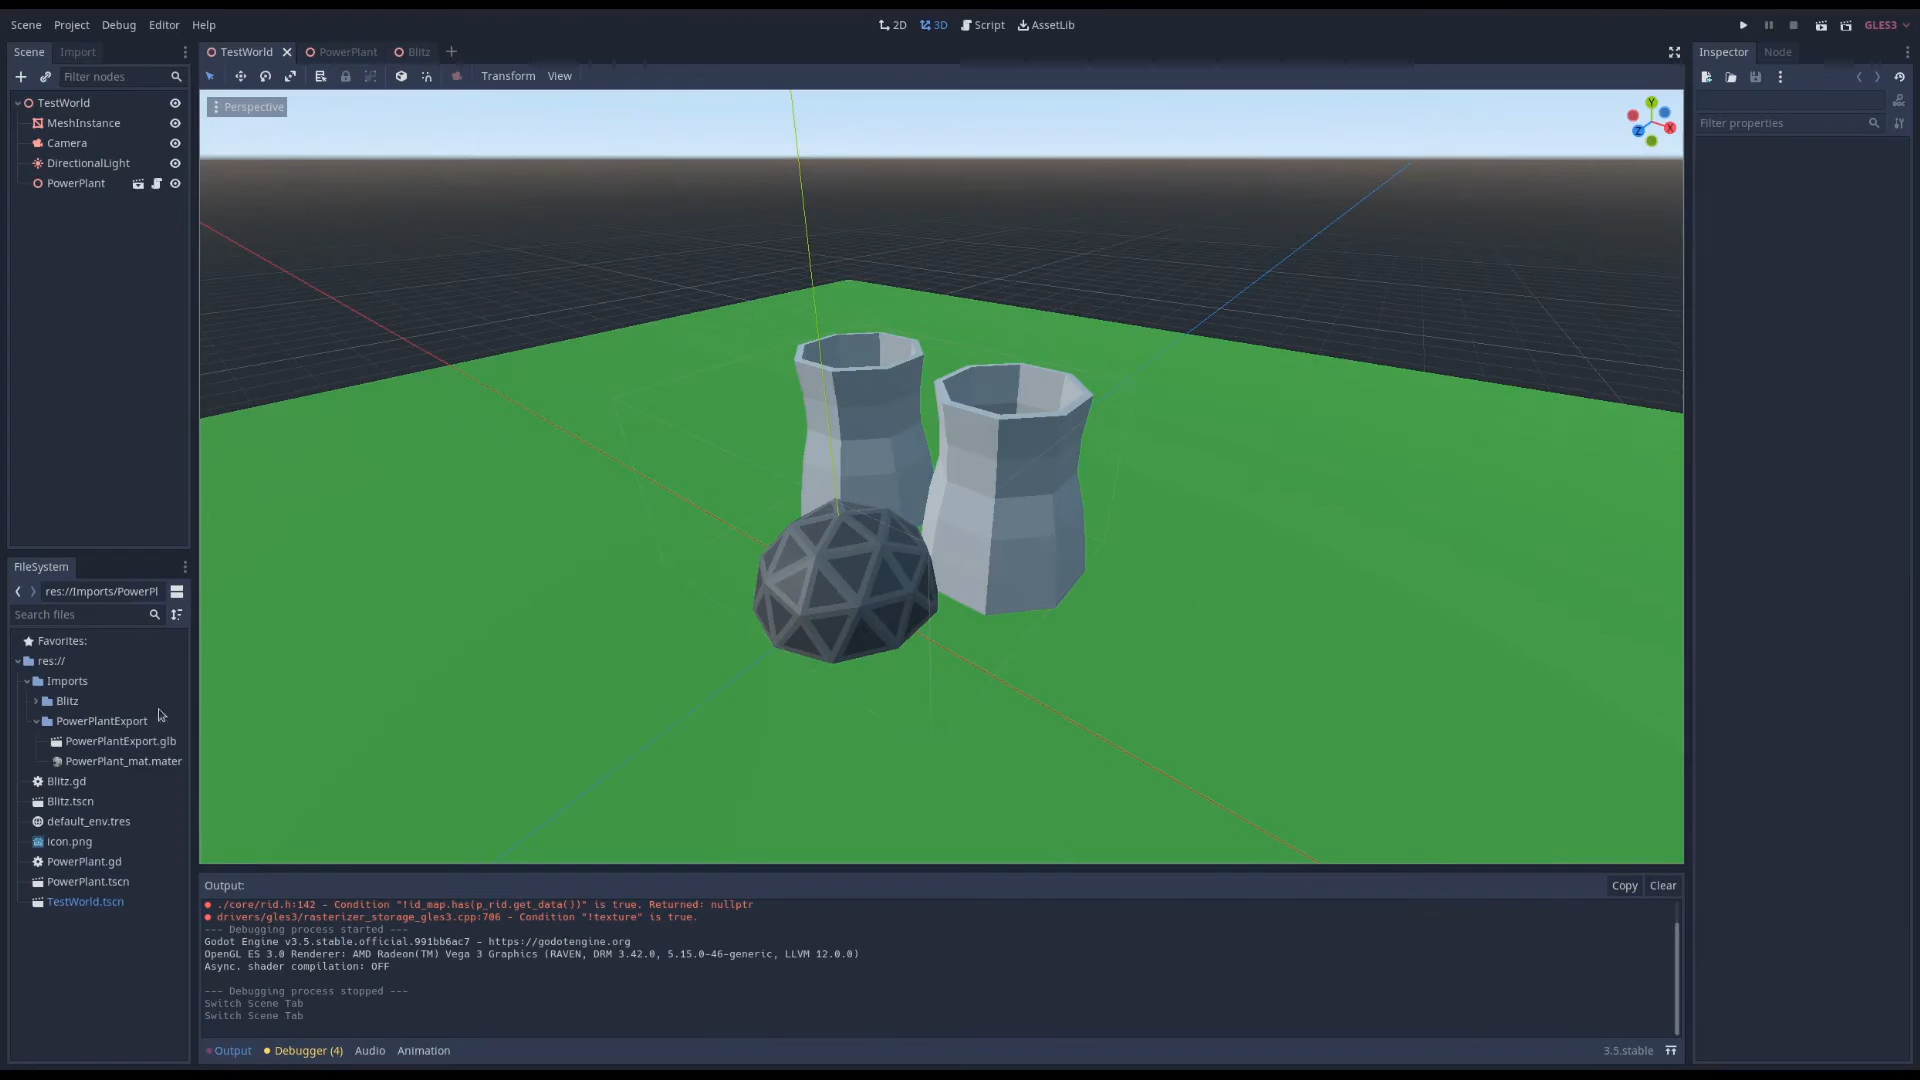 Scene Project Debug Editor Help
2D 3D Script AssetLib
GLES3
Scene Import
TestWorld PowerPlant Blitz
Inspector Node
Filter nodes
Transform View
TestWorld
MeshInstance
Camera
DirectionalLight
PowerPlant
Perspective
Y
X
Z
Filter properties
FileSystem
res://Imports/PowerPl
Search files
Favorites:
res://
Imports
Blitz
PowerPlantExport
PowerPlantExport.glb
PowerPlant_mat.mater
Blitz.gd
Blitz.tscn
default_env.tres
icon.png
PowerPlant.gd
PowerPlant.tscn
TestWorld.tscn
Output:
Copy Clear
./core/rid.h:142 - Condition "!id_map.has(p_rid.get_data())" is true. Returned: nullptr
drivers/gles3/rasterizer_storage_gles3.cpp:706 - Condition "!texture" is true.
--- Debugging process started ---
Godot Engine v3.5.stable.official.991bb6ac7 - https://godotengine.org
OpenGL ES 3.0 Renderer: AMD Radeon(TM) Vega 3 Graphics (RAVEN, DRM 3.42.0, 5.15.0-46-generic, LLVM 12.0.0)
Async. shader compilation: OFF
--- Debugging process stopped ---
Switch Scene Tab
Switch Scene Tab
Output Debugger (4) Audio Animation
3.5.stable